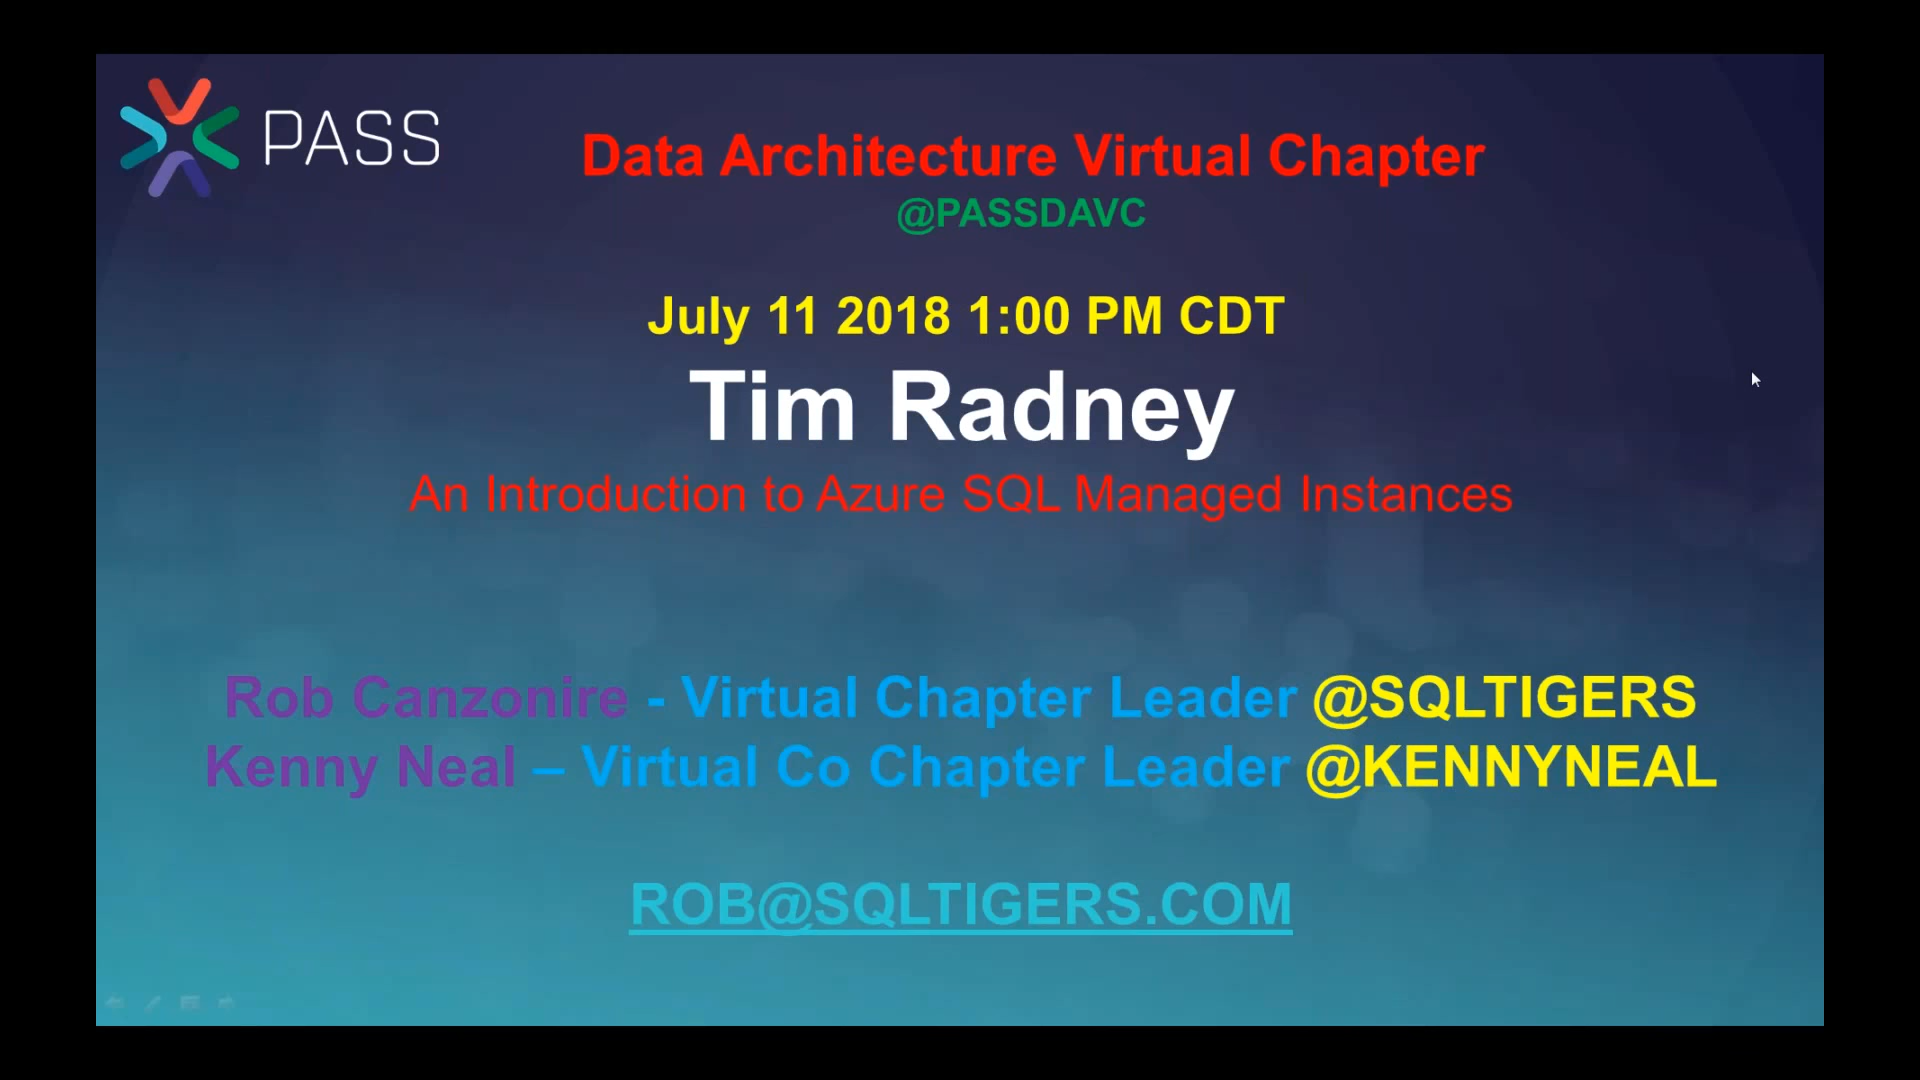 PASS
Data Architecture Virtual Chapter
@PASSDAVC
July 11 2018 1:00 PM CDT
Tim Radney
An Introduction to Azure SQL Managed Instances
Rob Canzonire - Virtual Chapter Leader @SQLTIGERS
Kenny Neal – Virtual Co Chapter Leader @KENNYNEAL
ROB@SQLTIGERS.COM